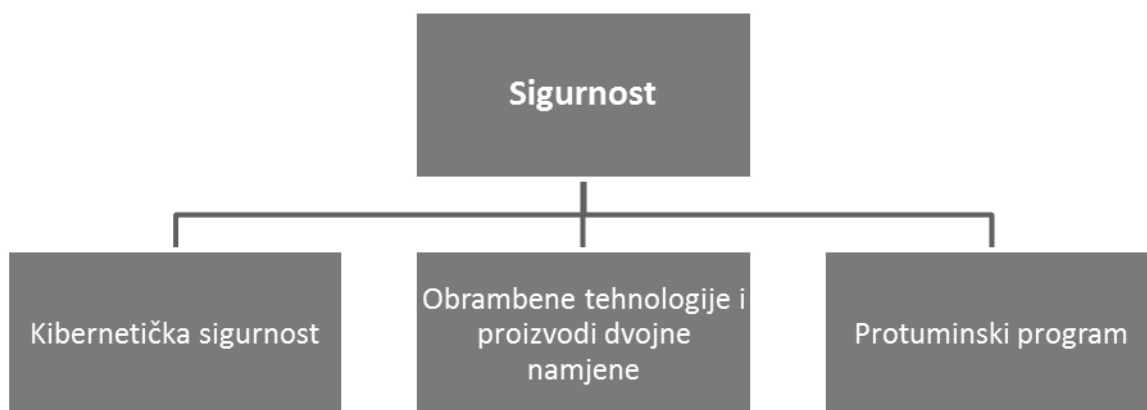 Sigurnost
Kibernetička sigurnost
Obrambene tehnologije i
proizvodi dvojne
namjene
Protuminski program